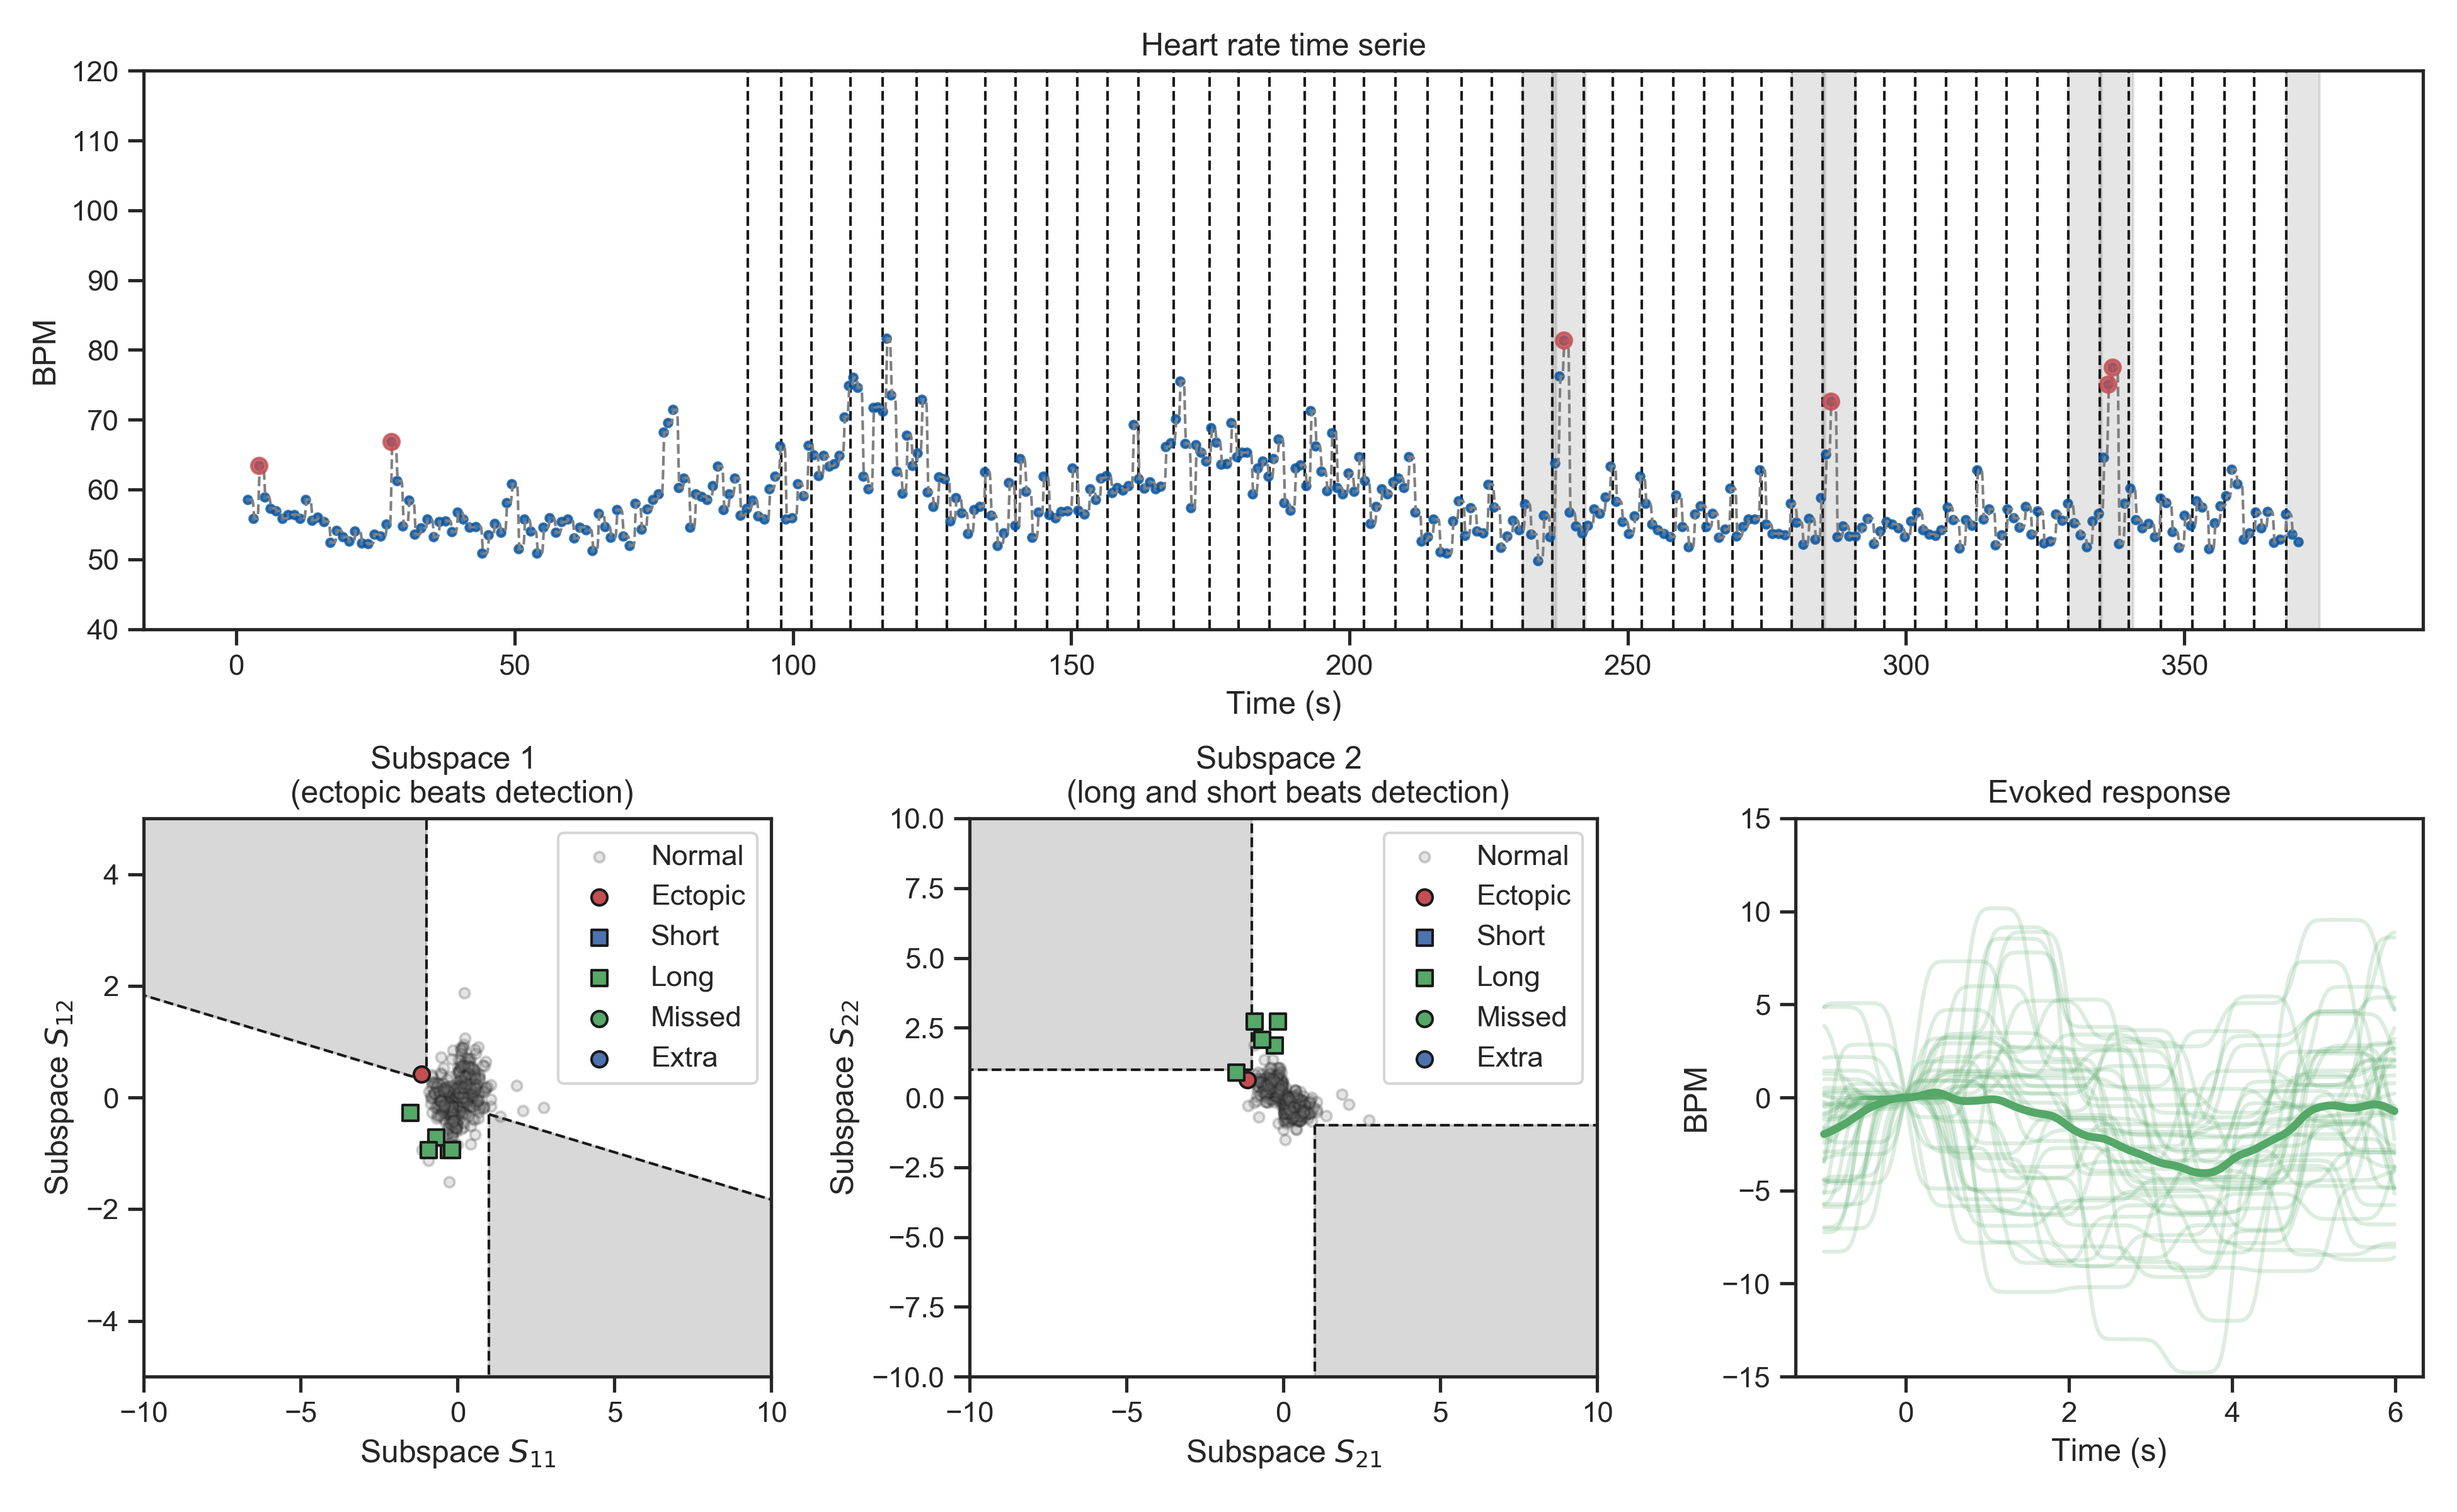 Heart rate time serie
120
110
100
90
80
70
60
50
40
BPM
0 50 100 150 200 250 300 350
Time (s)
Subspace 1
(ectopic beats detection)
4
2
0
−2
−4
Subspace S12
Normal
Ectopic
Short
Long
Missed
Extra
−10 −5 0 5 10
Subspace S11
Subspace 2
(long and short beats detection)
10.0
7.5
5.0
2.5
0.0
−2.5
−5.0
−7.5
−10.0
Subspace S22
Normal
Ectopic
Short
Long
Missed
Extra
−10 −5 0 5 10
Subspace S21
Evoked response
15
10
5
0
−5
−10
−15
BPM
0 2 4 6
Time (s)